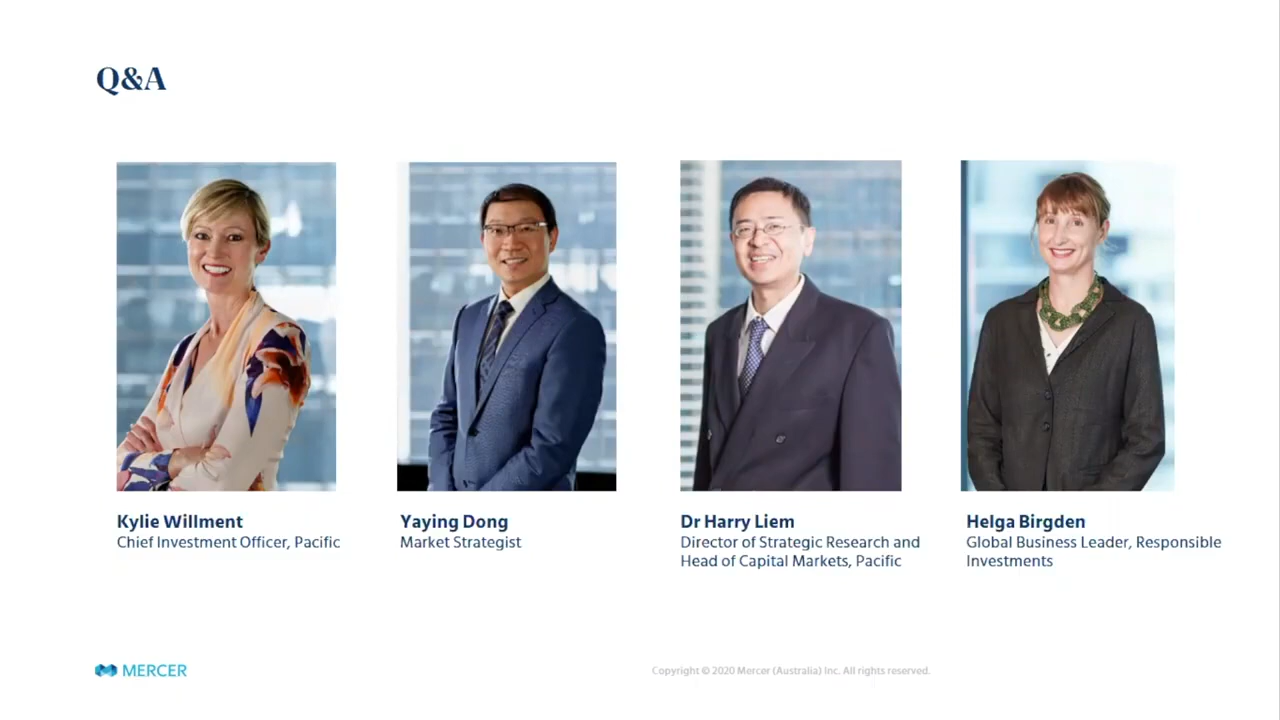 Q&A
Kylie Willment
Chief Investment Officer, Pacific
Yaying Dong
Market Strategist
Dr Harry Liem
Director of Strategic Research and
Head of Capital Markets, Pacific
Helga Birgden
Global Business Leader, Responsible
Investments
MERCER
Copyright © 2020 Mercer (Australia) Inc. All rights reserved.